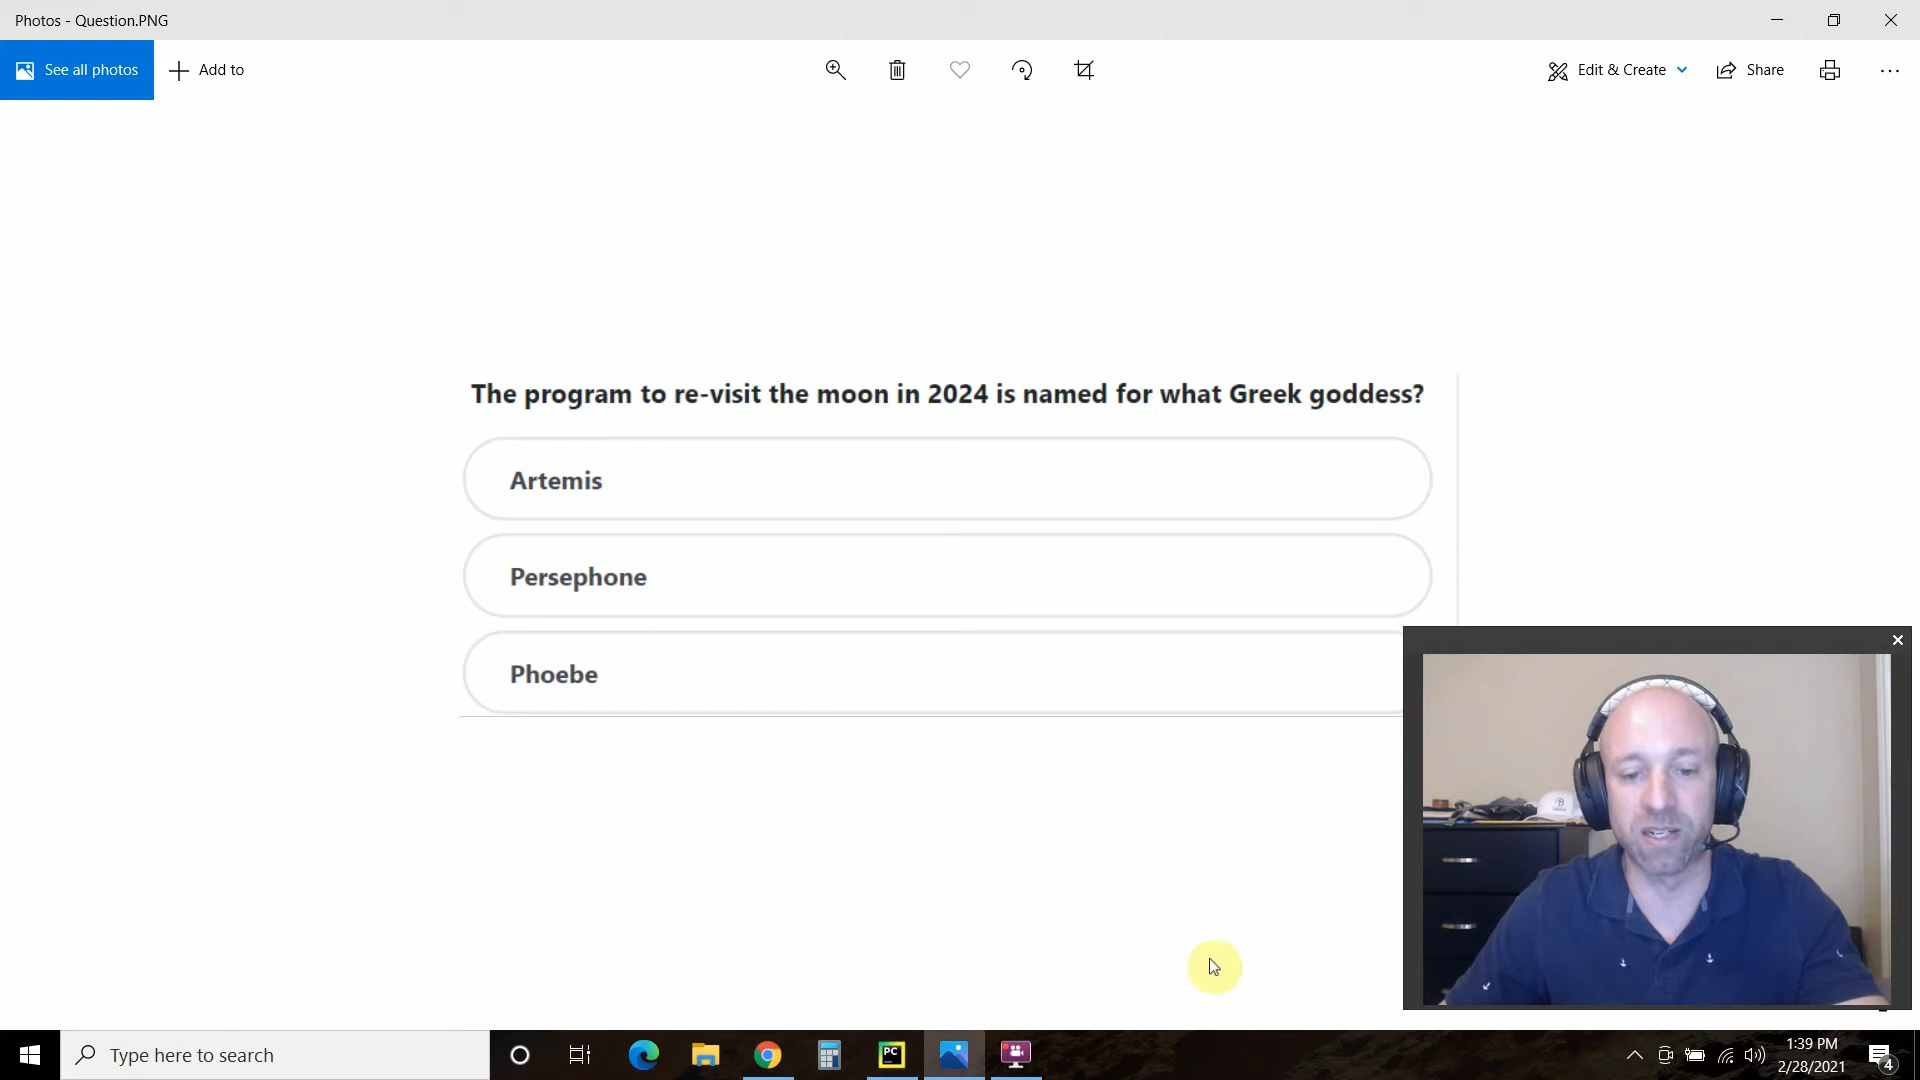 Photos - Question.PNG
See all photos
Add to
Edit & Create
Share
The program to re-visit the moon in 2024 is named for what Greek goddess?
Artemis
Persephone
Phoebe
Type here to search
PC
1:39 PM
2/28/2021
4